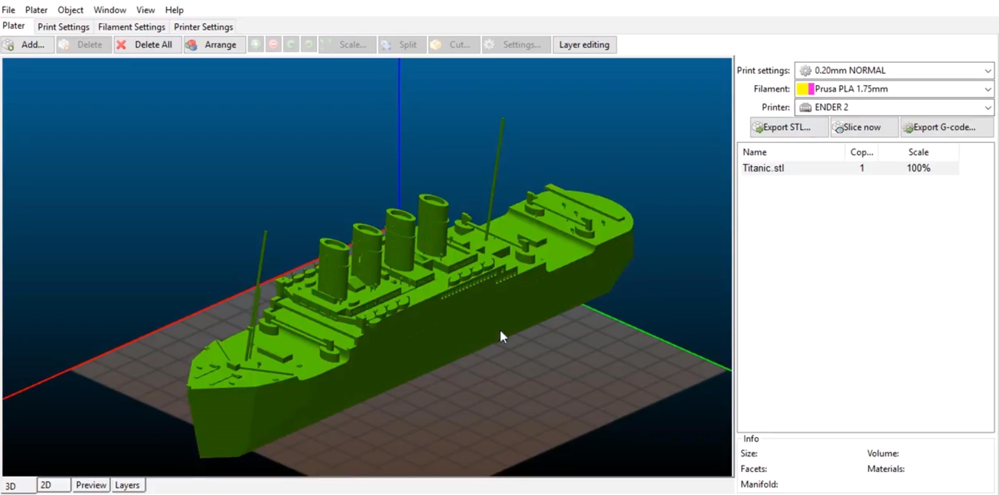 File Plater Object Window View Help
Plater Print Settings Filament Settings Printer Settings
Add... Delete Delete All Arrange Scale... Split Cut... Settings... Layer editing
Print settings: 0.20mm NORMAL
Filament: Prusa PLA 1.75mm
Printer: ENDER 2
Export STL... Slice now Export G-code...
Name Cop... Scale
Titanic.stl 1 100%
Info
Size: Volume:
Facets: Materials:
Manifold:
3D 2D Preview Layers